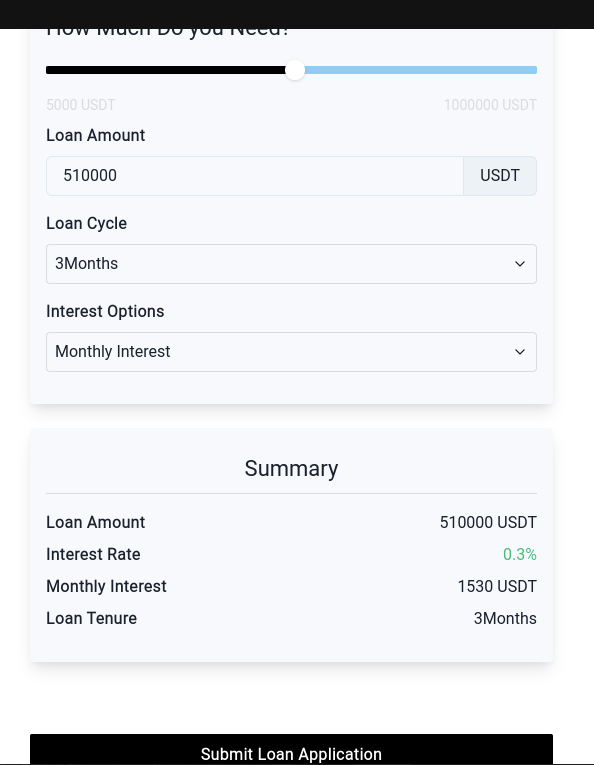 How Much Do you Need?
5000 USDT 1000000 USDT
Loan Amount
510000 USDT
Loan Cycle
3Months
Interest Options
Monthly Interest
Summary
Loan Amount 510000 USDT
Interest Rate 0.3%
Monthly Interest 1530 USDT
Loan Tenure 3Months
Submit Loan Application